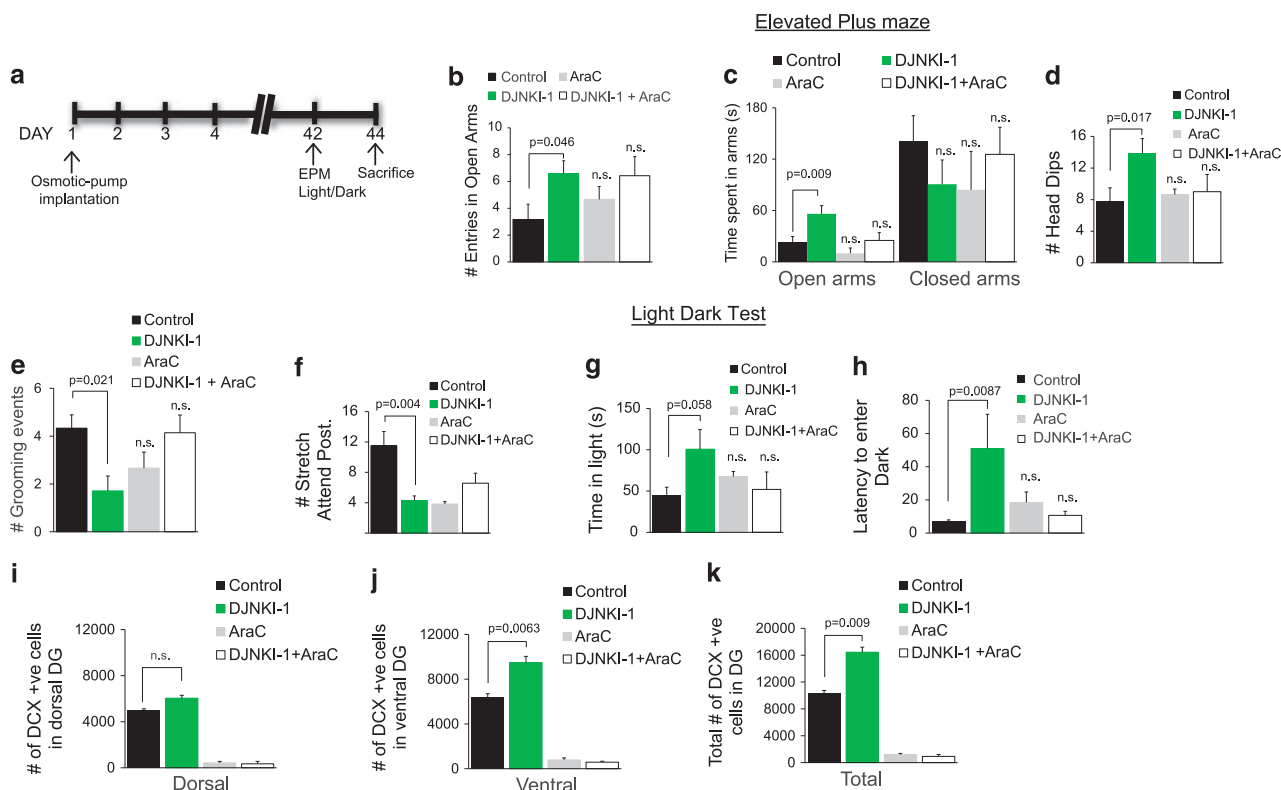 Elevated Plus maze
a
DAY 1 2 3 4 42 44
Osmotic-pump
implantation
EPM
Light/Dark
Sacrifice
b
Control AraC
DJNKI-1 DJNKI-1 + AraC
# Entries in Open Arms
10
8
6
4
2
0
p=0.046
n.s.
n.s.
c
Control DJNKI-1
AraC DJNKI-1+AraC
Time spent in arms (s)
180
120
60
0
p=0.009
n.s.
n.s.
n.s.
n.s.
n.s.
Open arms Closed arms
d
Control
DJNKI-1
AraC
DJNKI-1+AraC
# Head Dips
16
12
8
4
0
p=0.017
n.s.
n.s.
Light Dark Test
e
Control
DJNKI-1
AraC
DJNKI-1 + AraC
# Grooming events
6
4
2
0
p=0.021
n.s.
n.s.
f
Control
DJNKI-1
AraC
DJNKI-1+AraC
# Stretch
Attend Post.
16
12
8
4
p=0.004
g
Control
DJNKI-1
AraC
DJNKI-1+AraC
Time in light (s)
150
100
50
0
p=0.058
n.s.
n.s.
h
Control
DJNKI-1
AraC
DJNKI-1+AraC
Latency to enter
Dark
80
60
40
20
0
p=0.0087
n.s.
n.s.
i
Control
DJNKI-1
AraC
DJNKI-1+AraC
# of DCX +ve cells
in dorsal DG
12000
8000
4000
0
n.s.
Dorsal
j
Control
DJNKI-1
AraC
DJNKI-1+AraC
# of DCX +ve cells
in ventral DG
12000
9000
6000
3000
0
p=0.0063
Ventral
k
Control
DJNKI-1
AraC
DJNKI-1 +AraC
Total # of DCX +ve
cells in DG
20000
16000
12000
8000
4000
0
p=0.009
Total